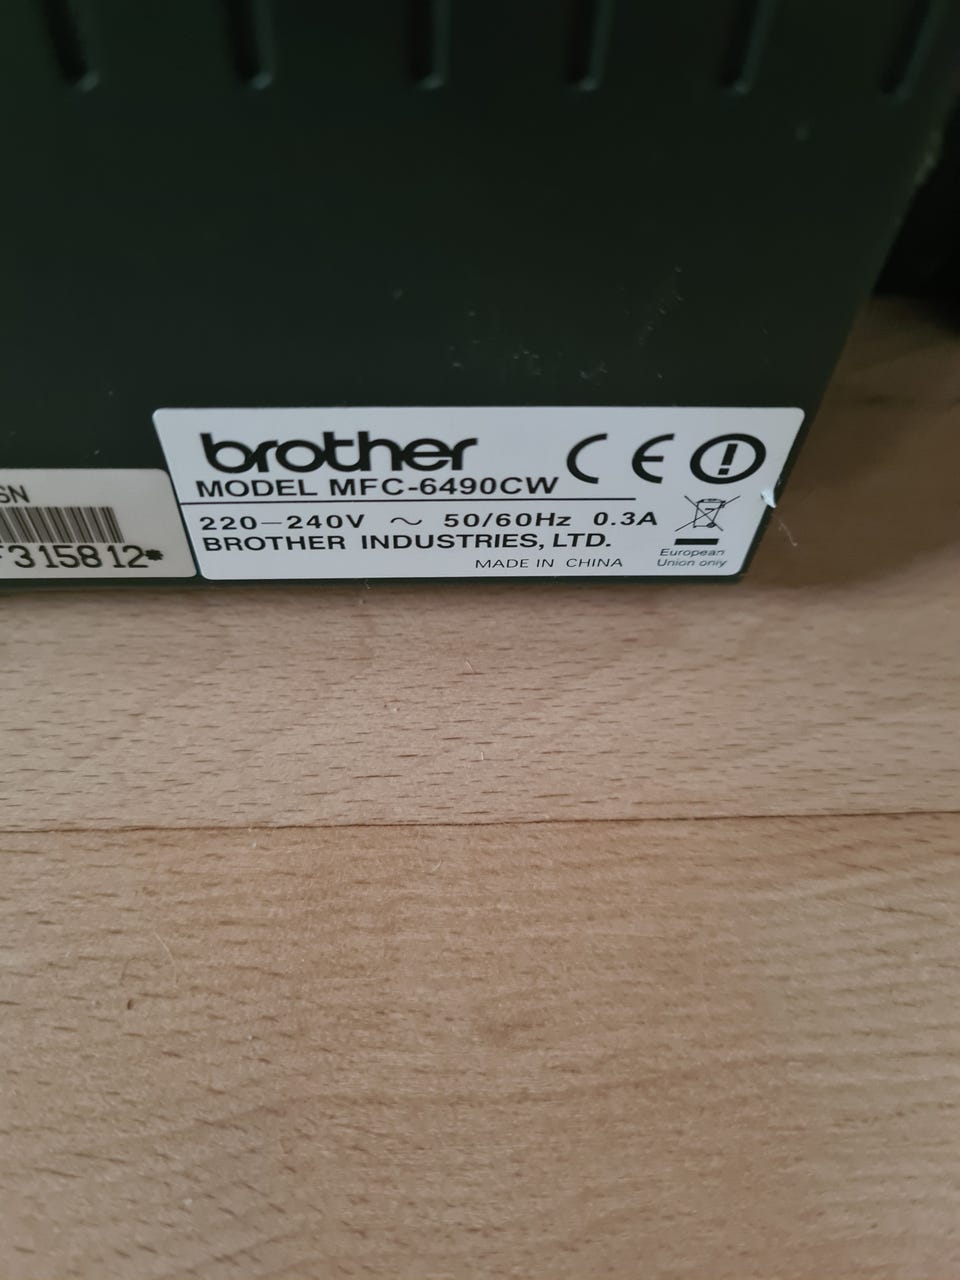 SN
F315812*
brother
CE
MODEL MFC-6490CW
220-240V ~ 50/60Hz 0.3A
BROTHER INDUSTRIES, LTD.
MADE IN CHINA
European
Union only